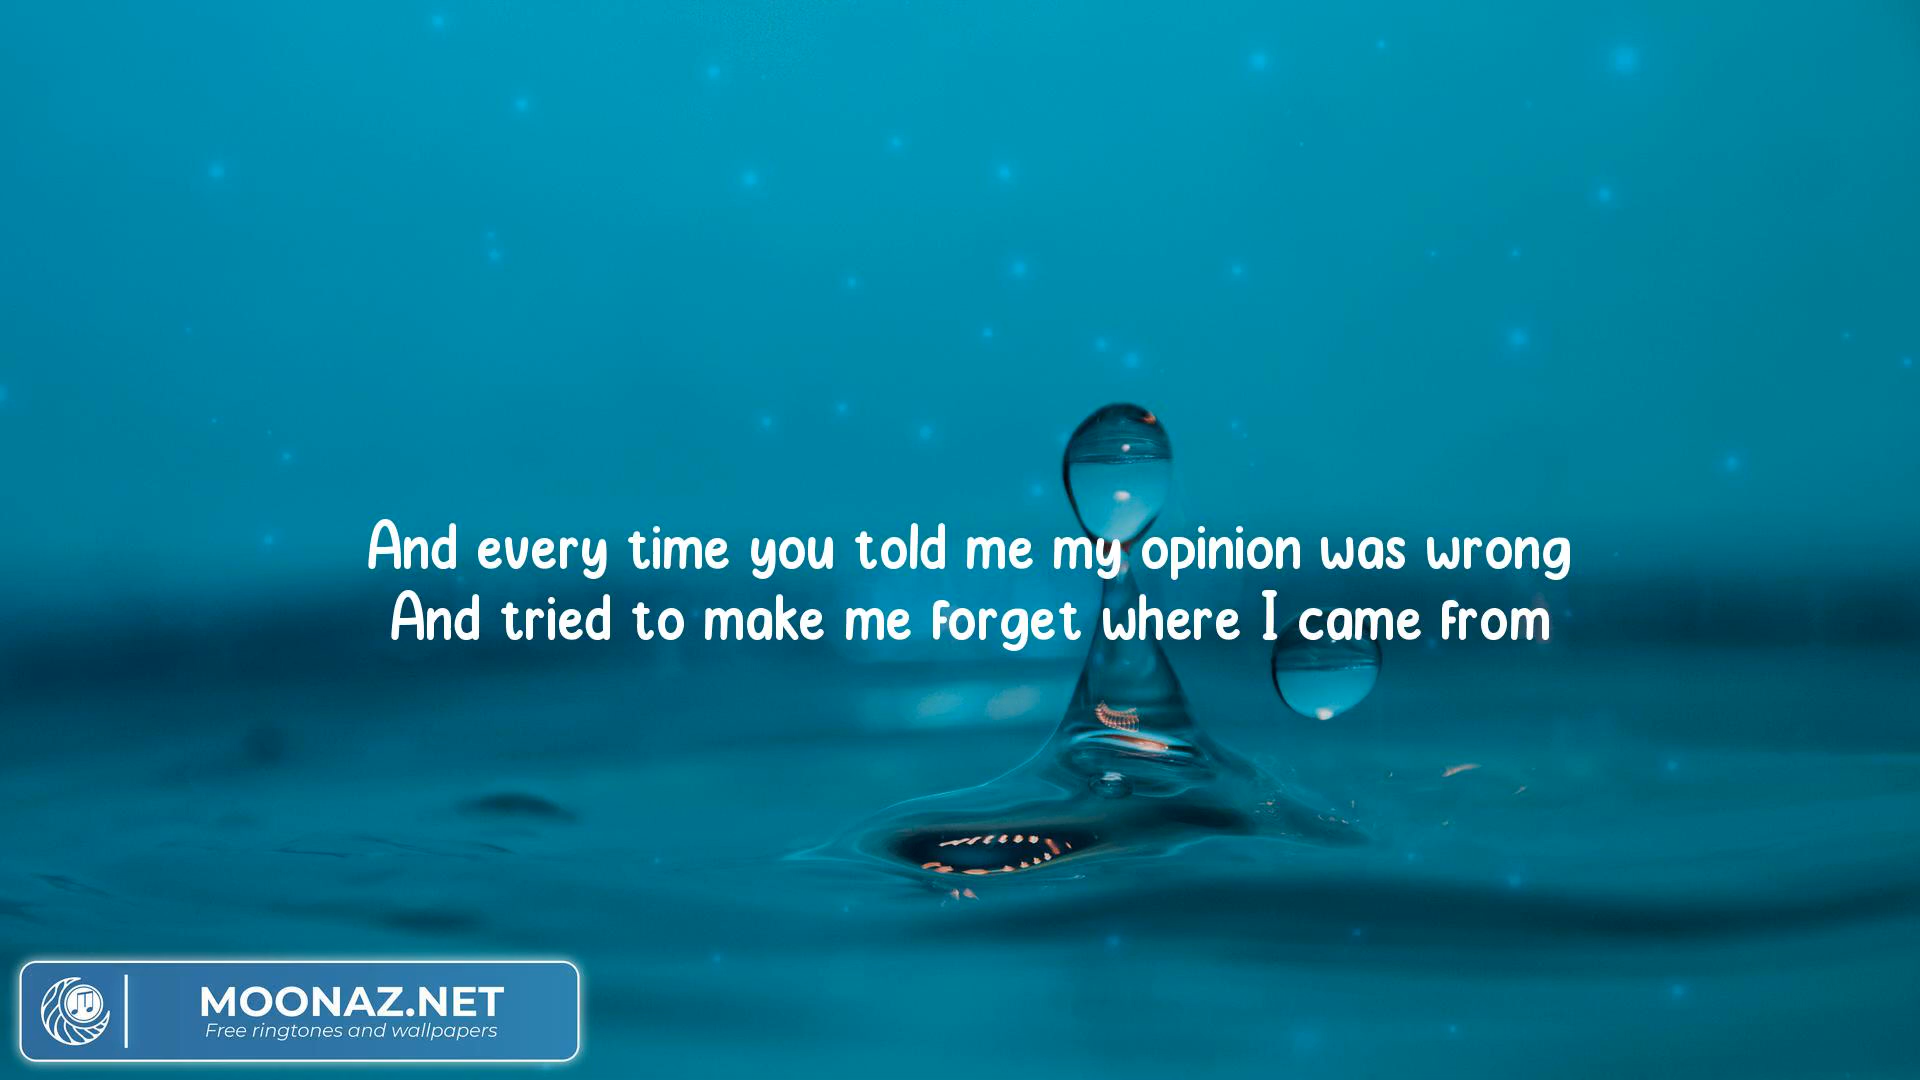 And every time you told me my opinion was wrong
And tried to make me forget where I came from
MOONAZ.NET
Free ringtones and wallpapers